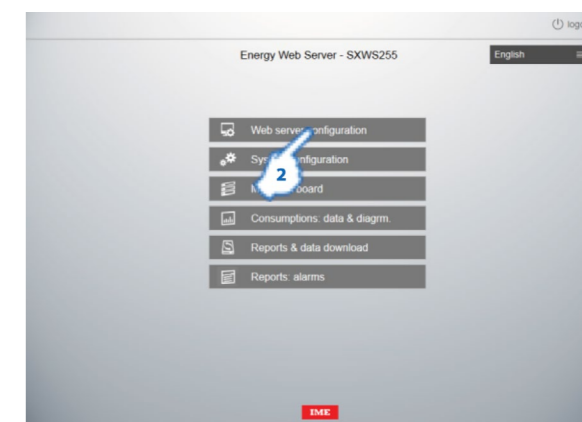 logo
Energy Web Server - SXWS255
English
Web server configuration
configuration
2
board
Consumptions: data & diagrm.
Reports & data download
Reports: alarms
IME